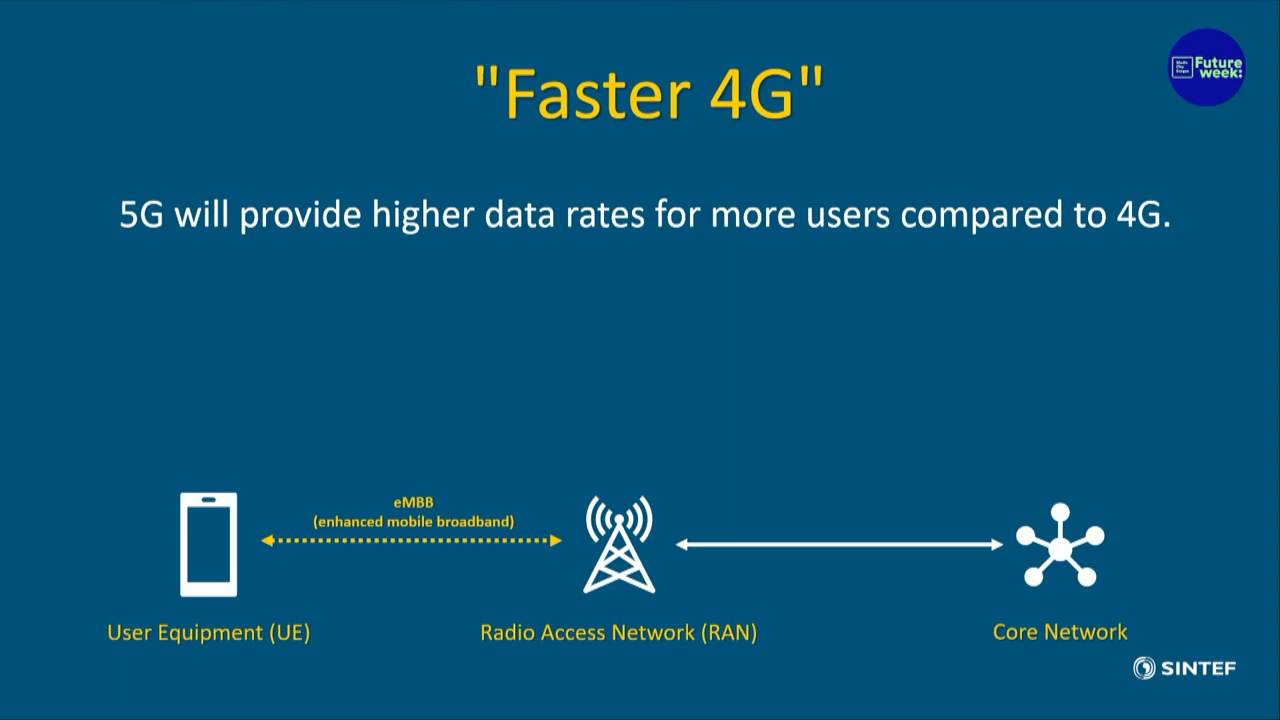 "Faster 4G"
Future
week:
5G will provide higher data rates for more users compared to 4G.
eMBB
(enhanced mobile broadband)
User Equipment (UE)
Radio Access Network (RAN)
Core Network
SINTEF